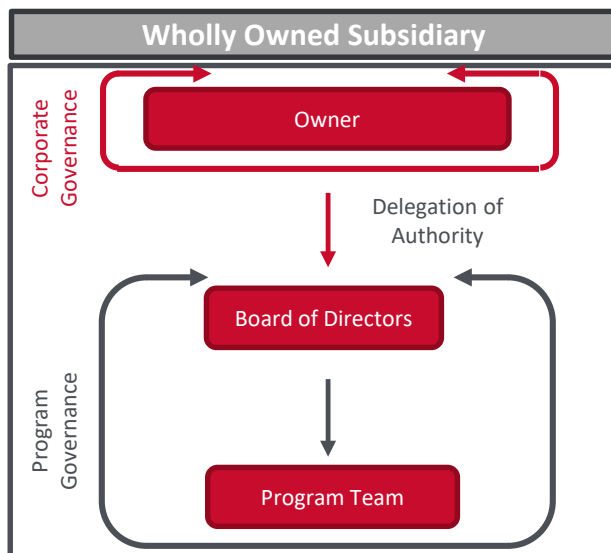 Wholly Owned Subsidiary
Corporate
Governance
Owner
Delegation of
Authority
Board of Directors
Program
Governance
Program Team